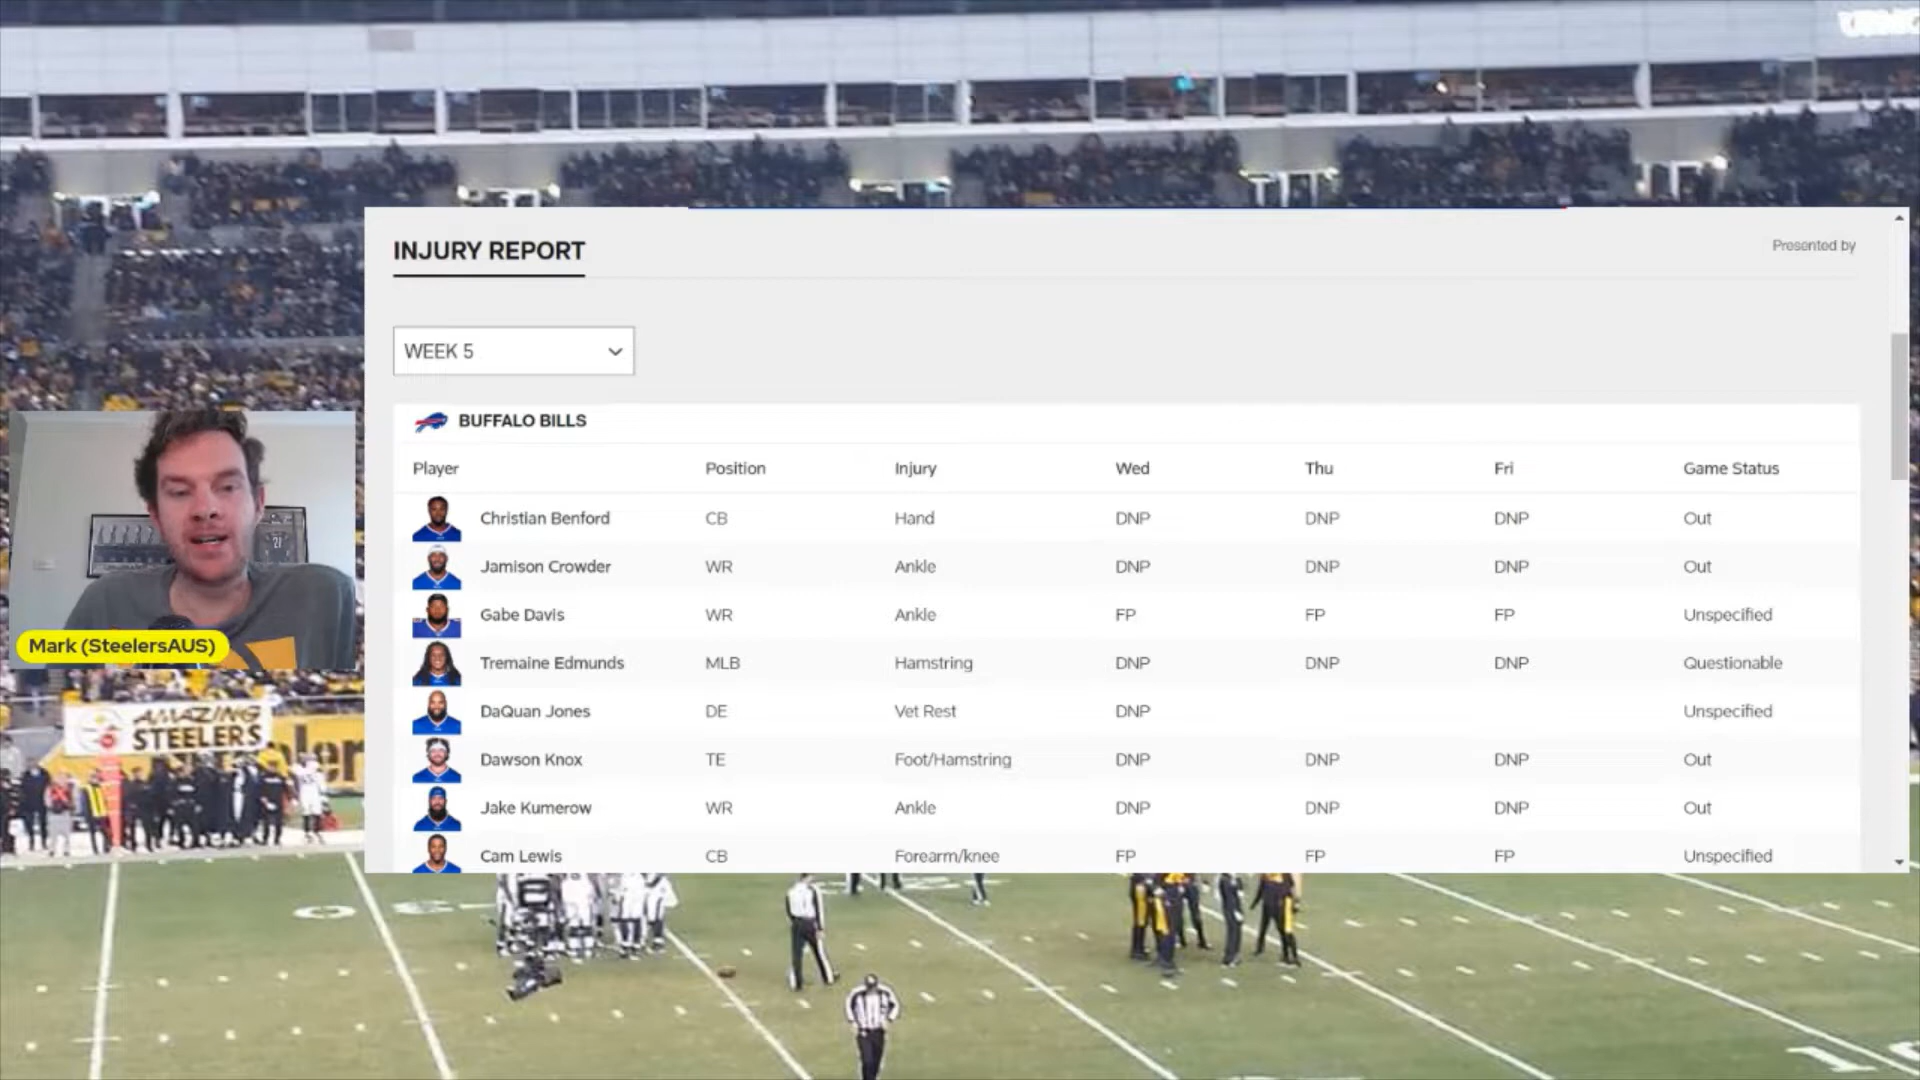 INJURY REPORT
Presented by
WEEK 5
BUFFALO BILLS
Player Position Injury Wed Thu Fri Game Status
Christian Benford CB Hand DNP DNP DNP Out
Jamison Crowder WR Ankle DNP DNP DNP Out
Gabe Davis WR Ankle FP FP FP Unspecified
Tremaine Edmunds MLB Hamstring DNP DNP DNP Questionable
DaQuan Jones DE Vet Rest DNP Unspecified
Dawson Knox TE Foot/Hamstring DNP DNP DNP Out
Jake Kumerow WR Ankle DNP DNP DNP Out
Cam Lewis CB Forearm/knee FP FP FP Unspecified
21
Mark (SteelersAUS)
AMAZING
STEELERS